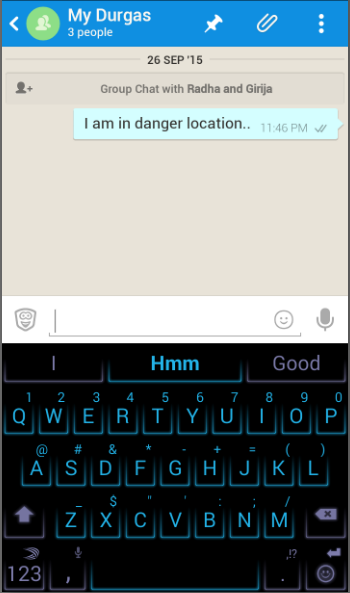 My Durgas
3 people
26 SEP '15
Group Chat with Radha and Girija
I am in danger location.. 11:46 PM
I Hmm Good
1 2 3 4 5 6 7 8 9 0
Q W E R T Y U I O P
@ # & * - + = ( )
A S D F G H J K L
_ $ " ' : ; /
Z X C V B N M
,!?
123 , .